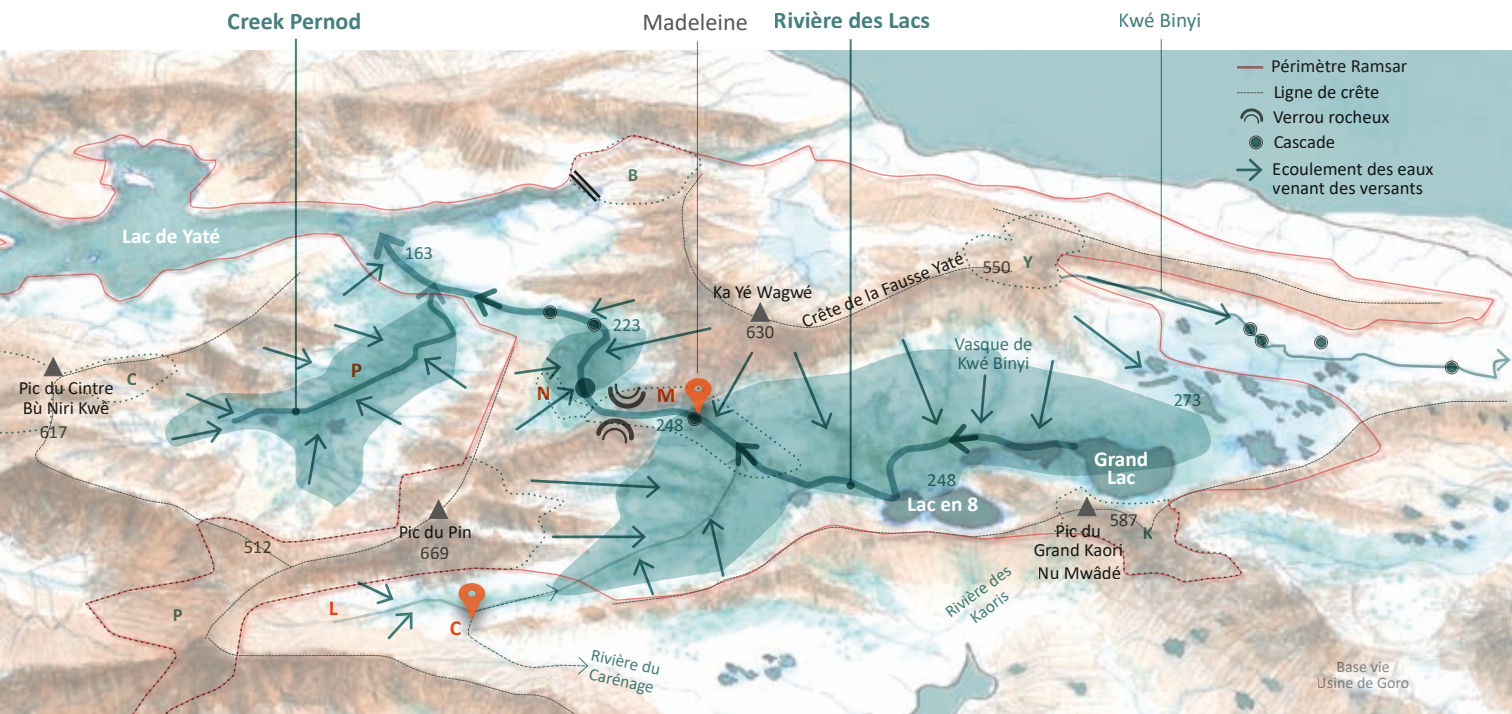 Creek Pernod
Madeleine
Rivière des Lacs
Kwé Binyi
Périmètre Ramsar
Ligne de crête
Verrou rocheux
Cascade
Ecoulement des eaux
venant des versants
B
Lac de Yaté
163
Crête de la Fausse Yaté
550
Y
Ka Yé Wagwé
630
223
Vasque de
Kwé Binyi
Pic du Cintre
Bù Niri Kwê
617
C
P
N
M
248
273
Grand
Lac
248
Lac en 8
Pic du Pin
669
512
587
Pic du
Grand Kaori
Nu Mwâdé
K
L
C
P
Rivière des
Kaoris
Rivière du
Carénage
Base vie
Usine de Goro